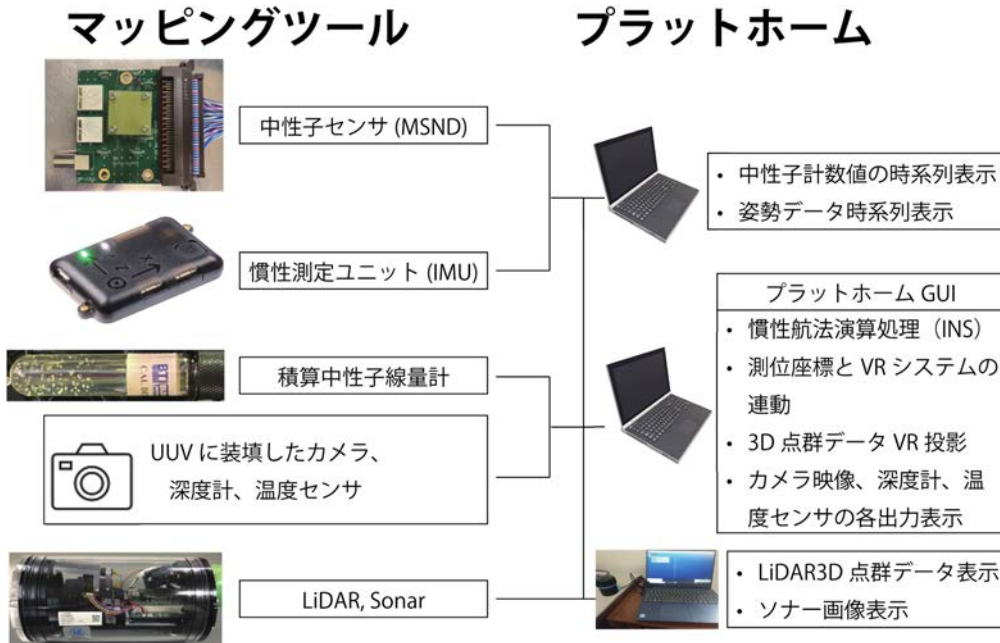 マッピングツール
プラットホーム
中性子センサ (MSND)
慣性測定ユニット (IMU)
積算中性子線量計
UUV に装填したカメラ、
深度計、温度センサ
LiDAR, Sonar
・ 中性子計数値の時系列表示
・ 姿勢データ時系列表示
プラットホーム GUI
・ 慣性航法演算処理（INS）
・ 測位座標と VR システムの
連動
・ 3D 点群データ VR 投影
・ カメラ映像、深度計、温
度センサの各出力表示
・ LiDAR3D 点群データ表示
・ ソナー画像表示